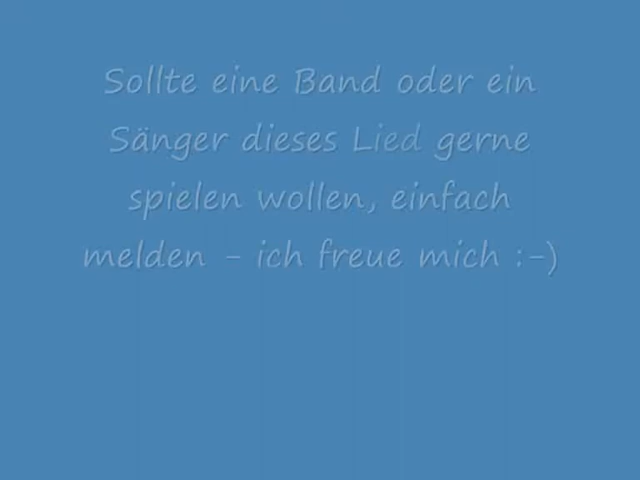 Sollte eine Band oder ein
Sänger dieses Lied gerne
spielen wollen, einfach
melden - ich freue mich :-)